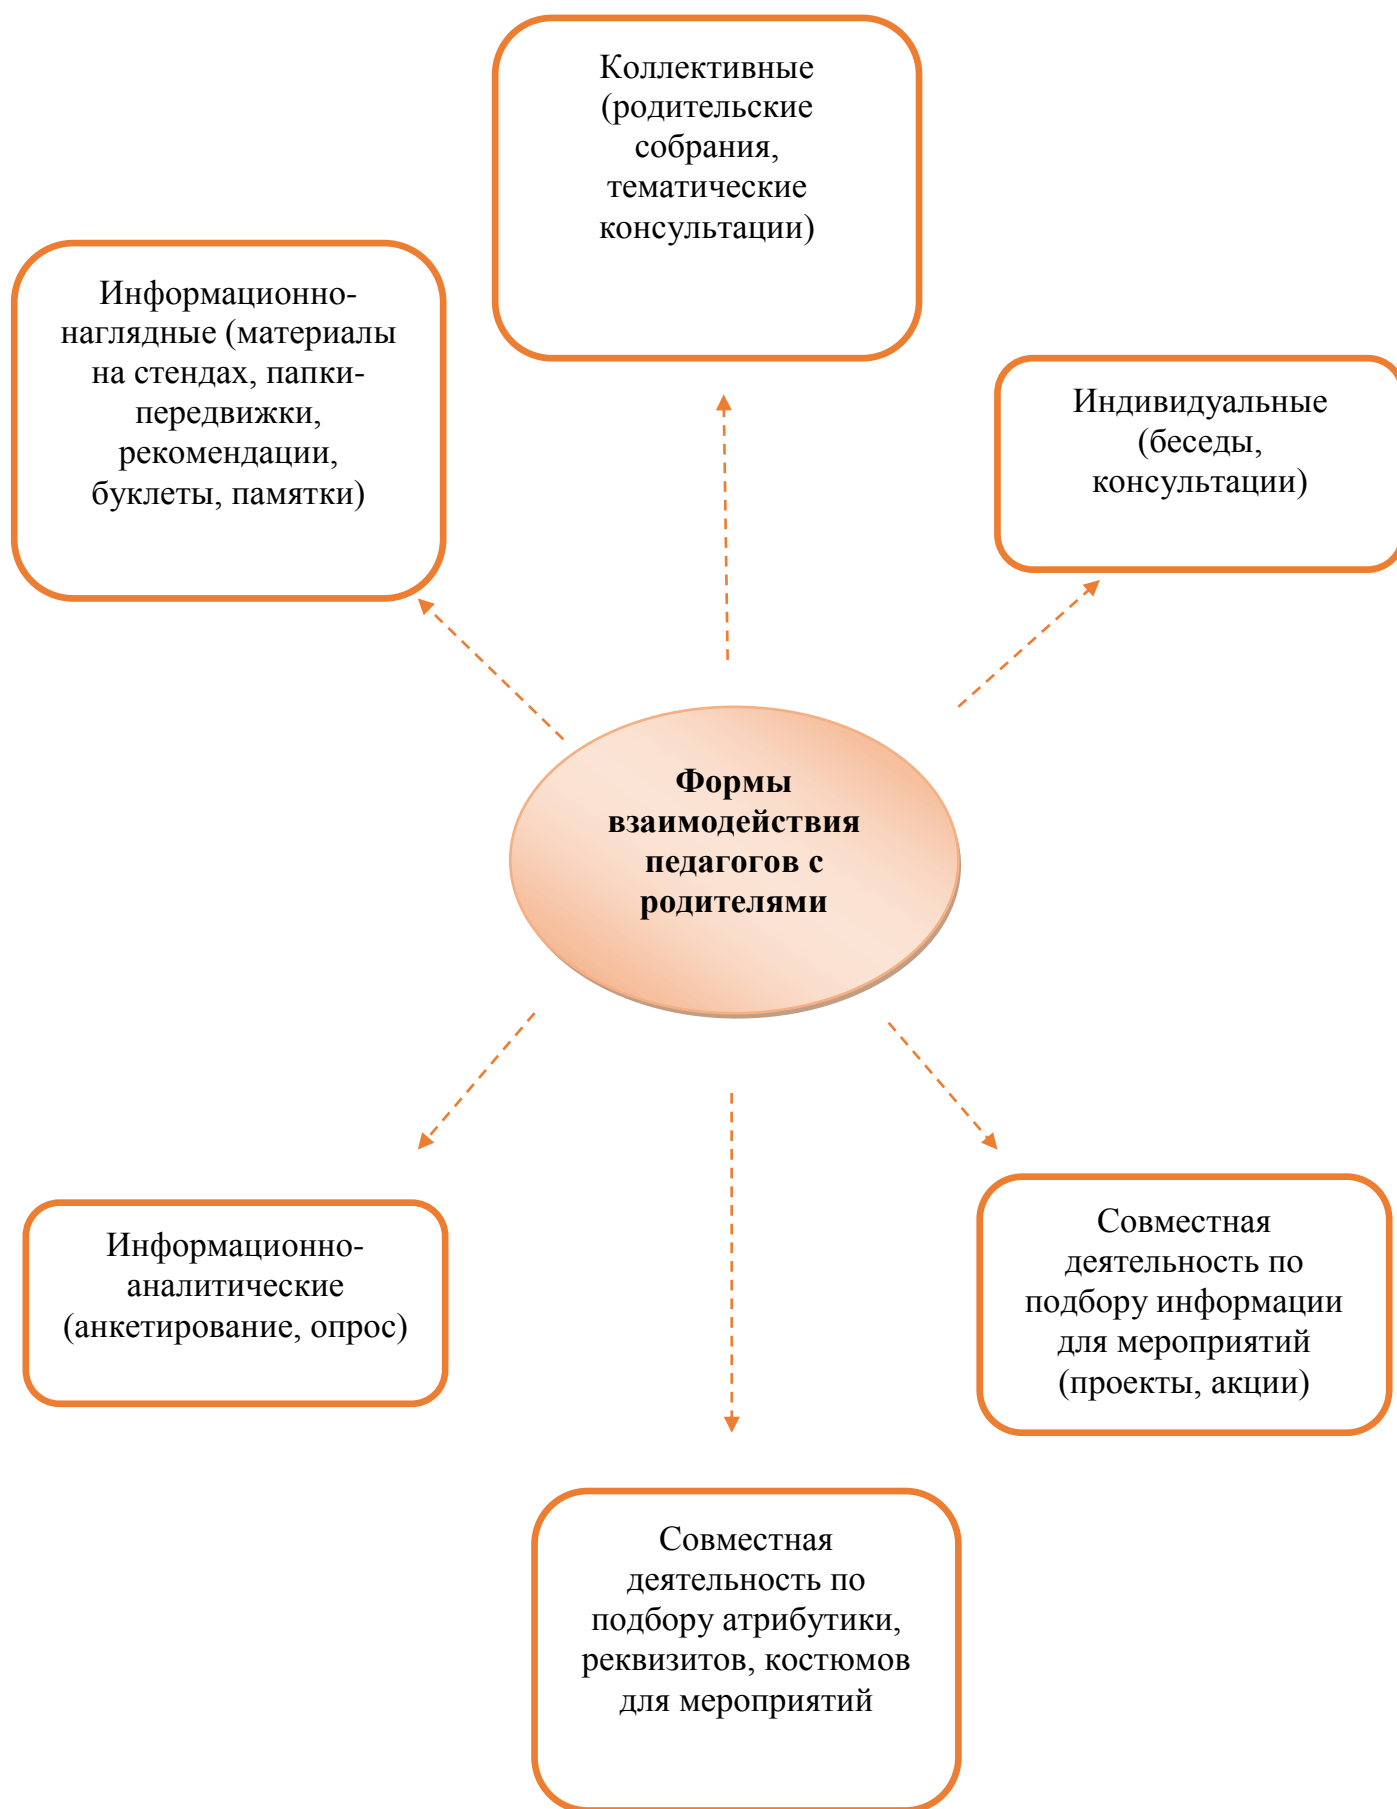 Коллективные
(родительские
собрания,
тематические
консультации)
Информационно-
наглядные (материалы
на стендах, папки-
передвижки,
рекомендации,
буклеты, памятки)
Индивидуальные
(беседы,
консультации)
Формы
взаимодействия
педагогов с
родителями
Информационно-
аналитические
(анкетирование, опрос)
Совместная
деятельность по
подбору информации
для мероприятий
(проекты, акции)
Совместная
деятельность по
подбору атрибутики,
реквизитов, костюмов
для мероприятий